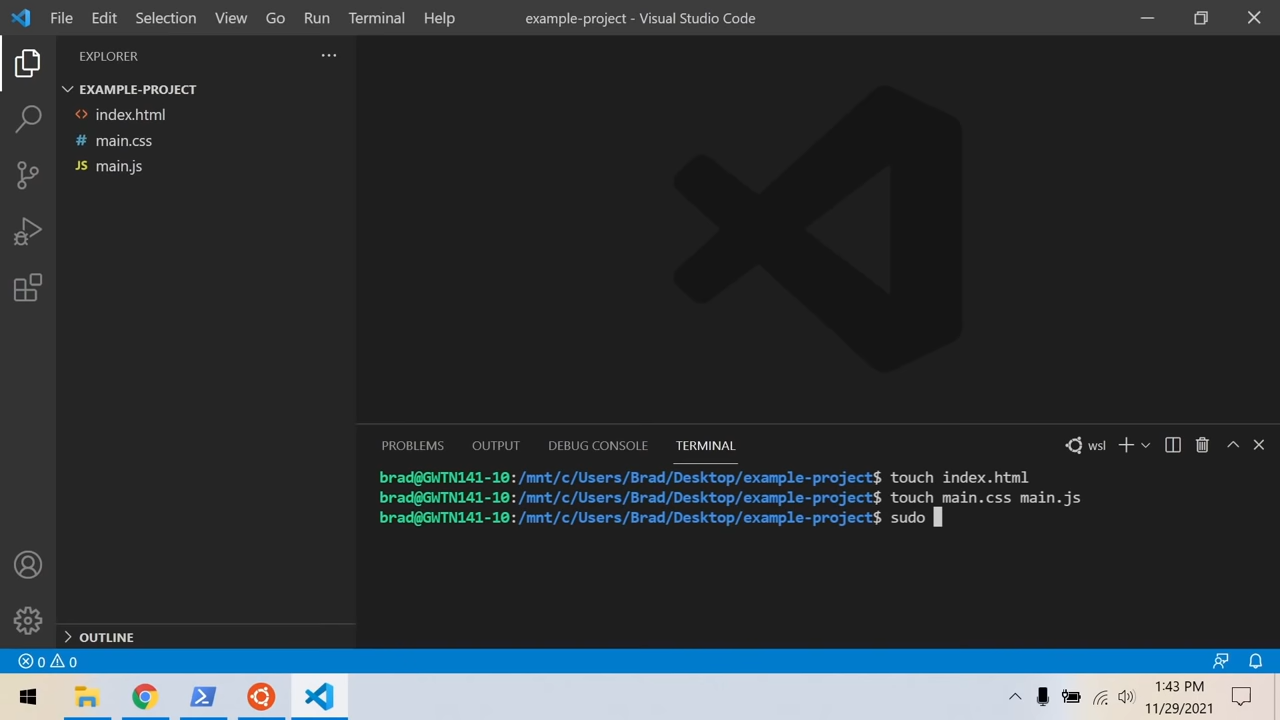 File Edit Selection View Go Run Terminal Help example-project - Visual Studio Code
EXPLORER
EXAMPLE-PROJECT
<> index.html
# main.css
JS main.js
PROBLEMS OUTPUT DEBUG CONSOLE TERMINAL wsl
brad@GWTN141-10:/mnt/c/Users/Brad/Desktop/example-project$ touch index.html
brad@GWTN141-10:/mnt/c/Users/Brad/Desktop/example-project$ touch main.css main.js
brad@GWTN141-10:/mnt/c/Users/Brad/Desktop/example-project$ sudo
OUTLINE
0 0
1:43 PM
11/29/2021